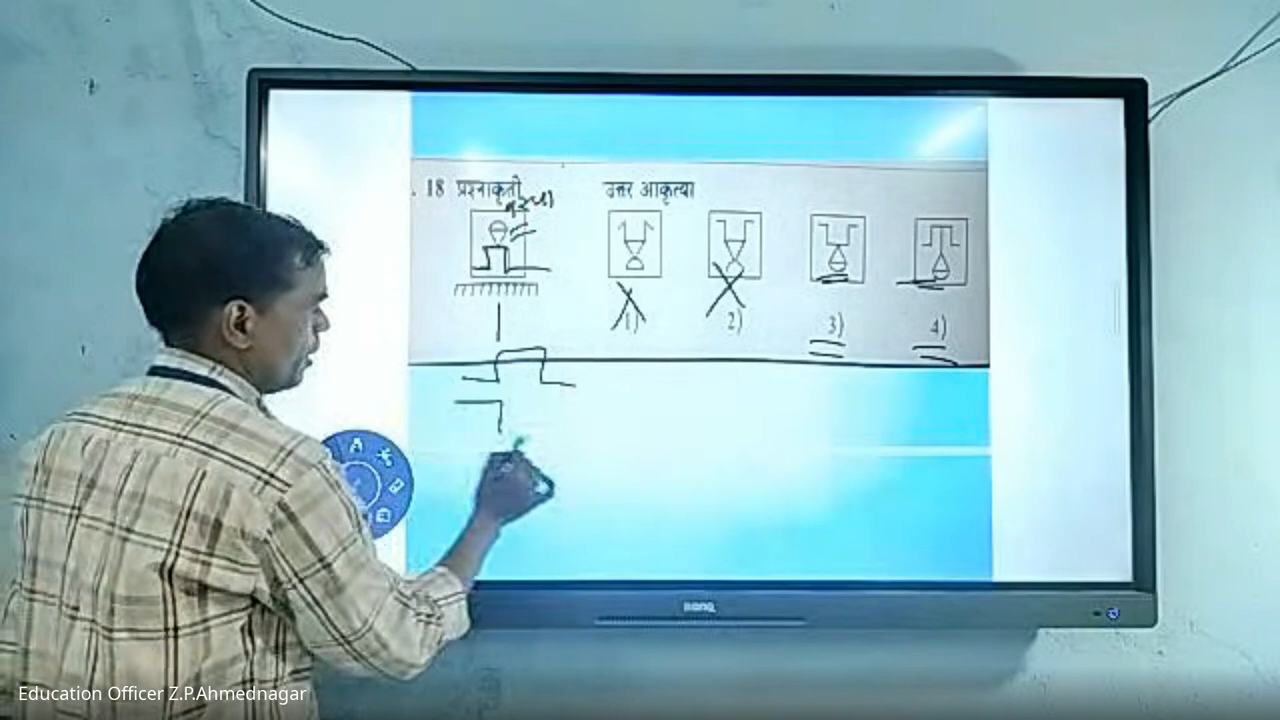 . 18 प्रश्नाकृती उत्तर आकृत्या
1) 2) 3) 4)
BenQ
Education Officer Z.P.Ahmednagar